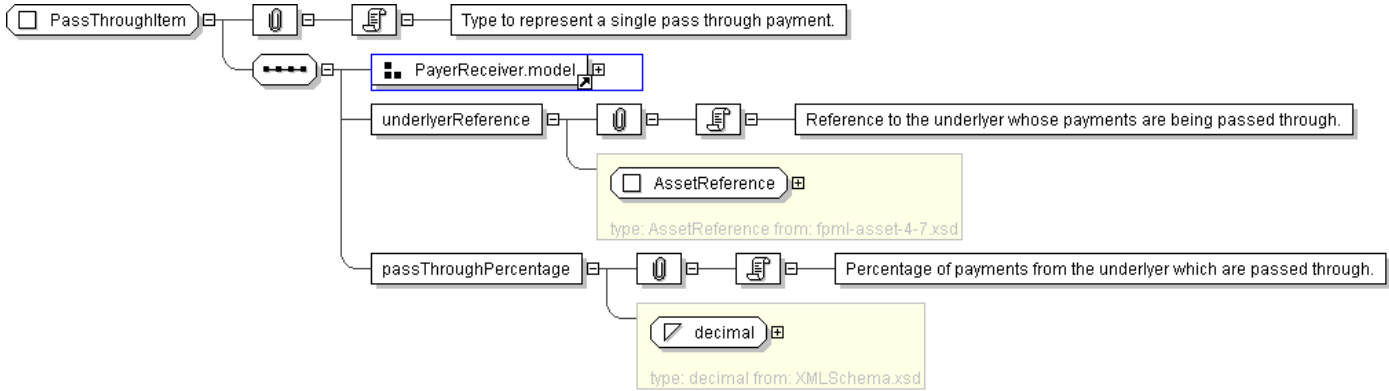 PassThroughItem
Type to represent a single pass through payment.
PayerReceiver.model
underlyerReference
Reference to the underlyer whose payments are being passed through.
AssetReference
type: AssetReference from: fpml-asset-4-7.xsd
passThroughPercentage
Percentage of payments from the underlyer which are passed through.
decimal
type: decimal from: XMLSchema.xsd